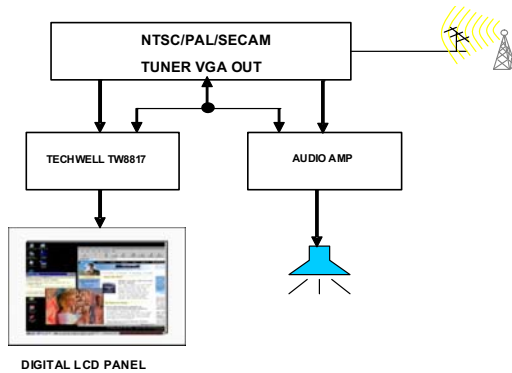 NTSC/PAL/SECAM
TUNER VGA OUT
TECHWELL TW8817
AUDIO AMP
DIGITAL LCD PANEL